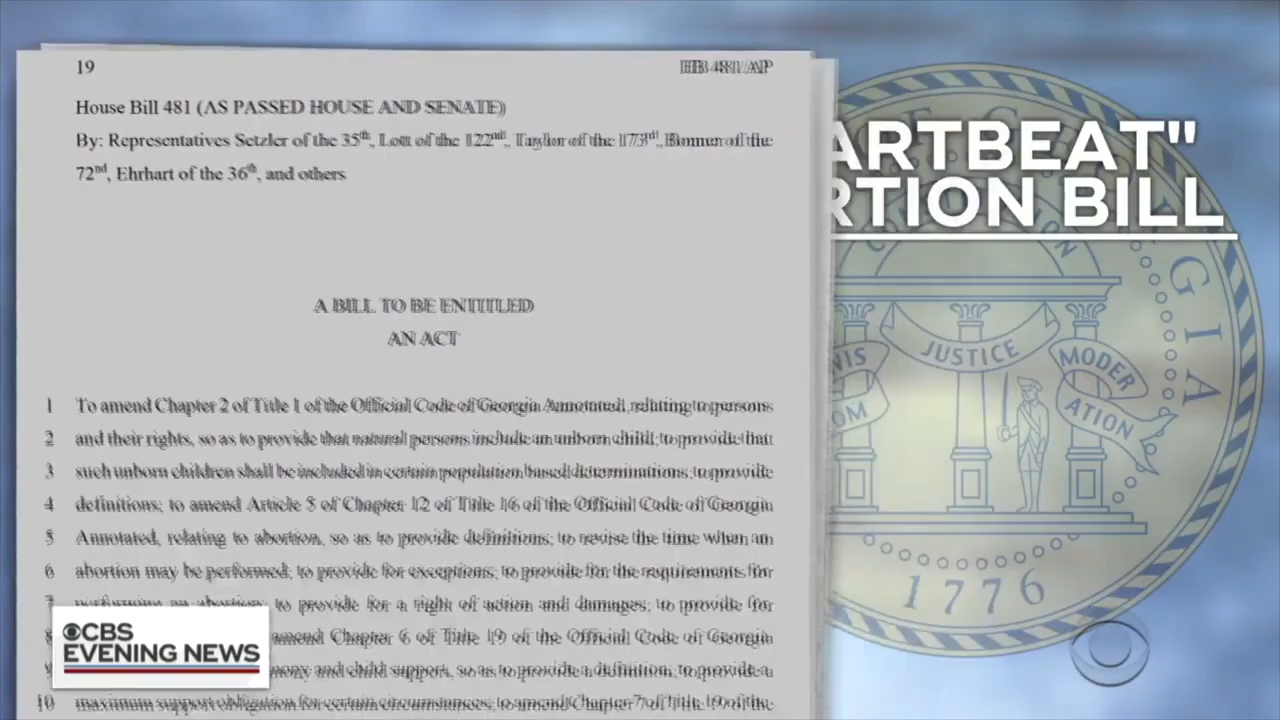 19 HB 481/AP
House Bill 481 (AS PASSED HOUSE AND SENATE)
By: Representatives Setzler of the 35th, Lott of the 122nd, Taylor of the 173rd, Bonner of the
72nd, Ehrhart of the 36th, and others
A BILL TO BE ENTITLED
AN ACT
1 To amend Chapter 2 of Title 1 of the Official Code of Georgia Annotated, relating to persons
2 and their rights, so as to provide that natural persons include an unborn child; to provide that
3 such unborn children shall be included in certain population based determinations; to provide
4 definitions; to amend Article 5 of Chapter 12 of Title 16 of the Official Code of Georgia
5 Annotated, relating to abortion, so as to provide definitions; to revise the time when an
6 abortion may be performed; to provide for exceptions; to provide for the requirements for
7 performing an abortion; to provide for a right of action and damages; to provide for
8 amend Chapter 6 of Title 19 of the Official Code of Georgia
9 mony and child support, so as to provide a definition; to provide a
10 maximum support obligation for certain circumstances; to amend Chapter 7 of Title 19 of the
ARTBEAT"
RTION BILL
GIA
WIS
OM
JUSTICE
MODER
ATION
1776
CBS
EVENING NEWS